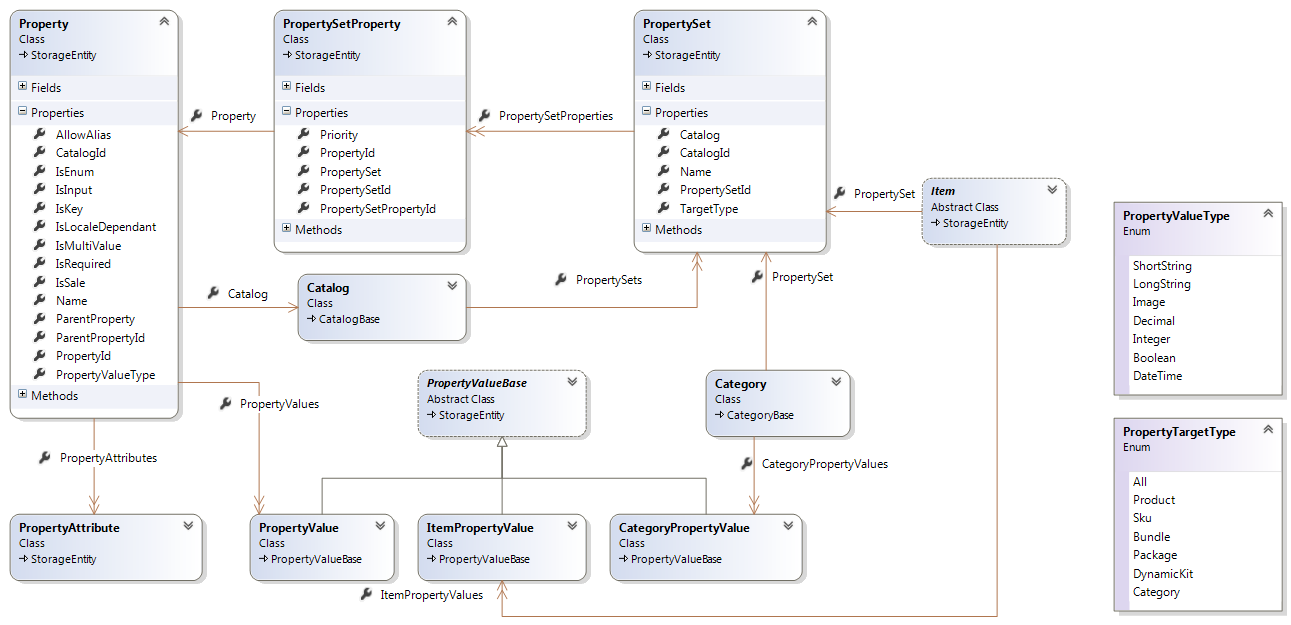 Property
Class
StorageEntity
Fields
Properties
AllowAlias
CatalogId
IsEnum
IsInput
IsKey
IsLocaleDependant
IsMultiValue
IsRequired
IsSale
Name
ParentProperty
ParentPropertyId
PropertyId
PropertyValueType
Methods
Property
PropertySetProperty
Class
StorageEntity
Fields
Properties
Priority
PropertyId
PropertySet
PropertySetId
PropertySetPropertyId
Methods
PropertySetProperties
PropertySet
Class
StorageEntity
Fields
Properties
Catalog
CatalogId
Name
PropertySetId
TargetType
Methods
PropertySet
Item
Abstract Class
StorageEntity
PropertyValueType
Enum
ShortString
LongString
Image
Decimal
Integer
Boolean
DateTime
Catalog
Catalog
Class
CatalogBase
PropertySets
PropertySet
PropertyValues
PropertyValueBase
Abstract Class
StorageEntity
Category
Class
CategoryBase
PropertyTargetType
Enum
All
Product
Sku
Bundle
Package
DynamicKit
Category
PropertyAttributes
CategoryPropertyValues
PropertyAttribute
Class
StorageEntity
PropertyValue
Class
PropertyValueBase
ItemPropertyValue
Class
PropertyValueBase
CategoryPropertyValue
Class
PropertyValueBase
ItemPropertyValues